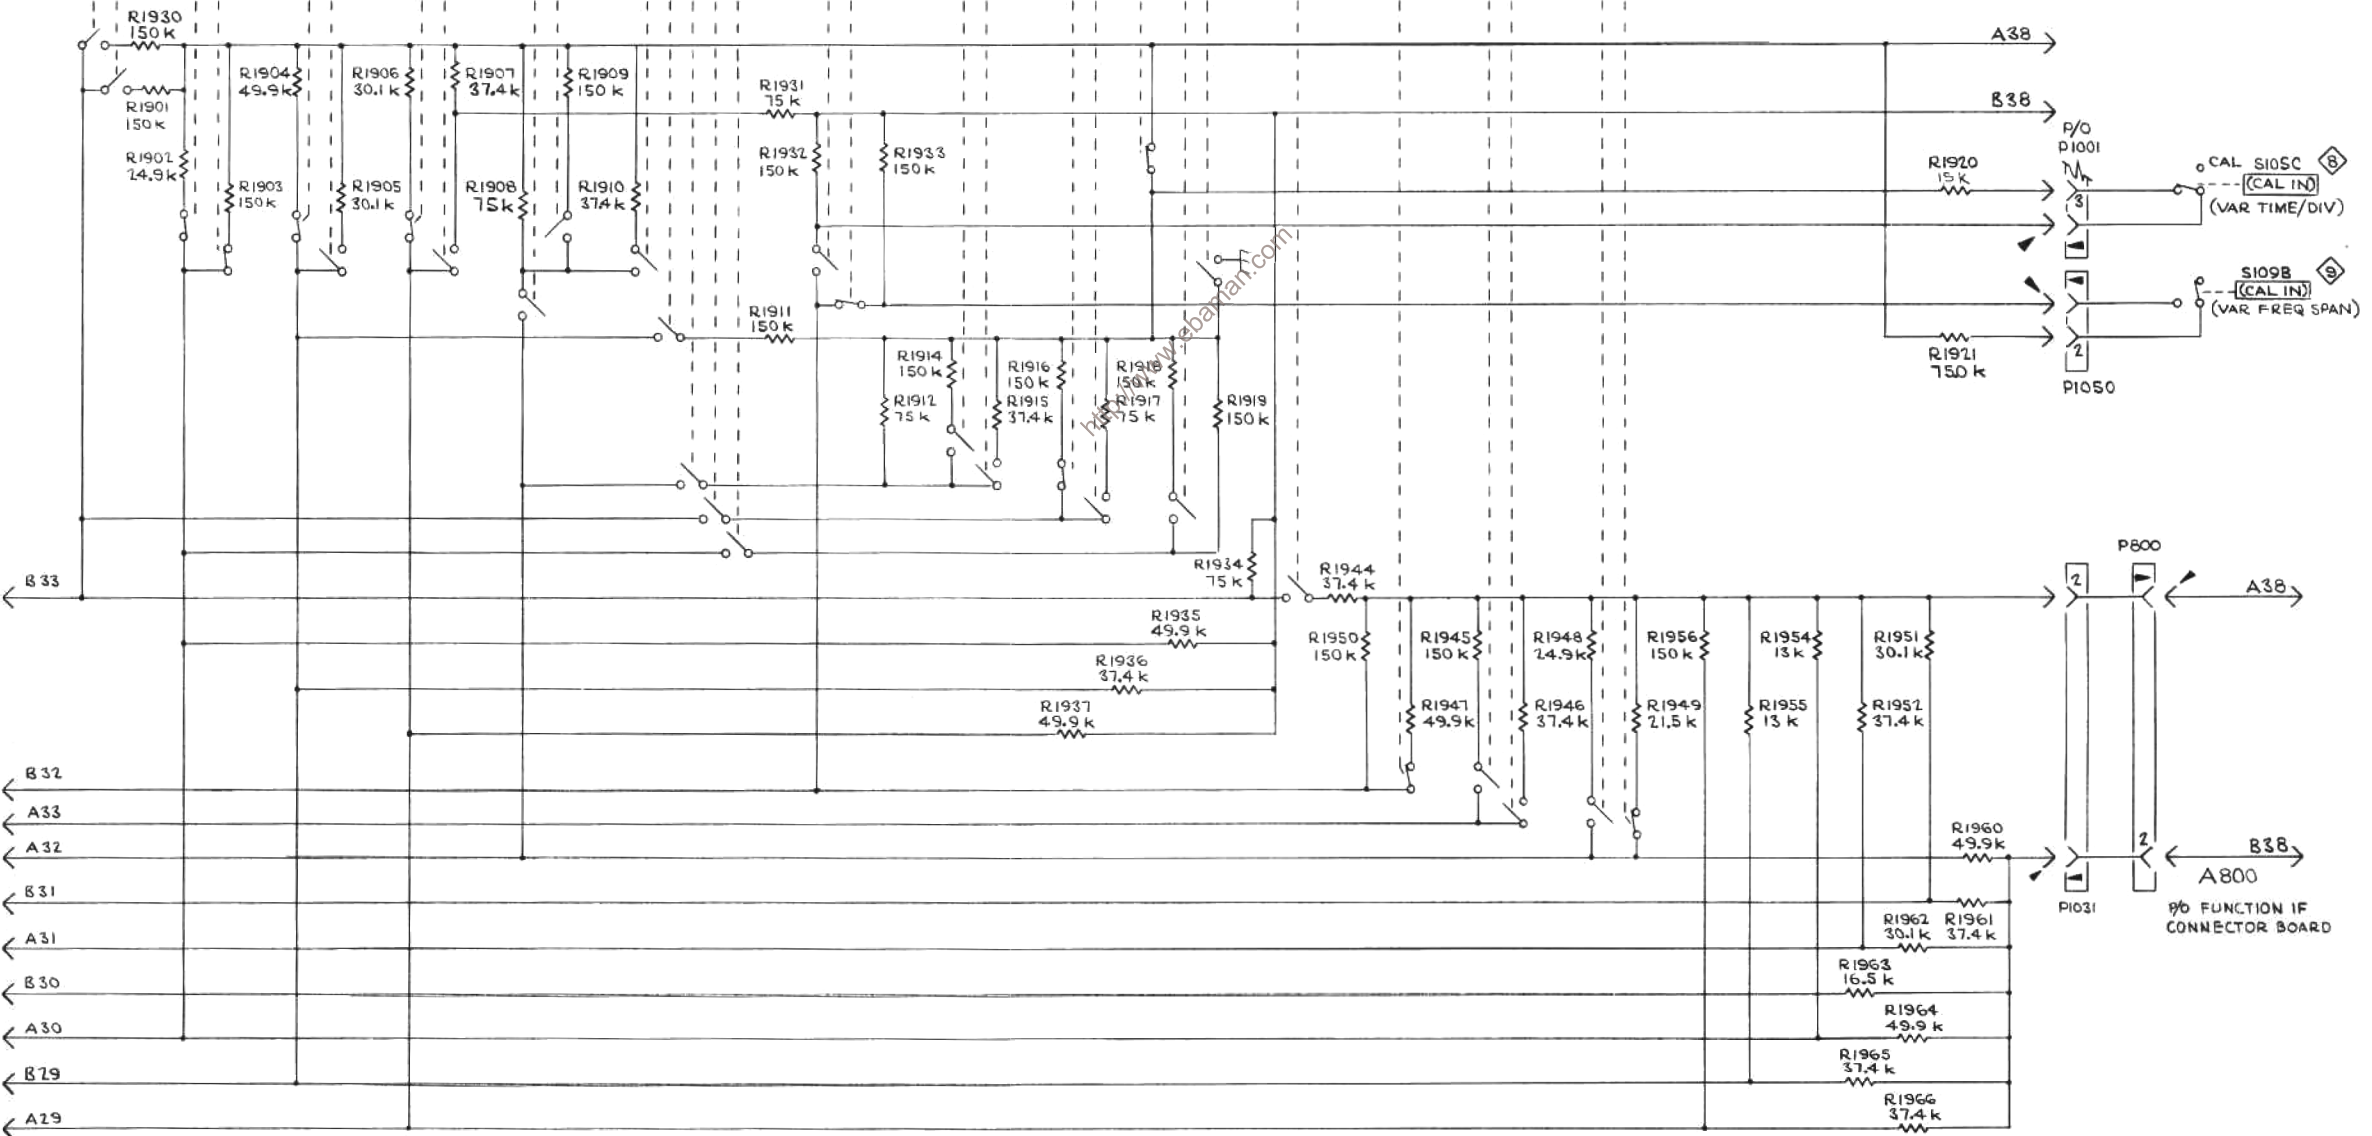 R1930
150k
A38
R1904
49.9k
R1906
30.1k
R1907
37.4k
R1909
150k
R1931
75k
B38
R1901
150k
P/O
P1001
R1902
24.9k
R1932
150k
R1933
150k
R1920
15k
CAL S105C 8
(CAL IN)
3
(VAR TIME/DIV)
R1903
150k
R1905
30.1k
R1908
75k
R1910
37.4k
S109B 9
(CAL IN)
(VAR FREQ SPAN)
R1911
150k
2
R1921
750k
P1050
R1914
150k
R1916
150k
R1918
150k
R1912
75k
R1915
37.4k
R1917
75k
R1919
150k
http://www.ebaman.com
P800
B33
R1934
75k
R1944
37.4k
2
A38
R1935
49.9k
R1950
150k
R1945
150k
R1948
24.9k
R1956
150k
R1954
13k
R1951
30.1k
R1936
37.4k
R1937
49.9k
R1947
49.9k
R1946
37.4k
R1949
21.5k
R1955
13k
R1952
37.4k
B32
A33
A32
R1960
49.9k
2
B38
A800
B31
P1031
P/O FUNCTION IF
CONNECTOR BOARD
R1962
30.1k
R1961
37.4k
A31
R1963
16.5k
B30
R1964
49.9k
A30
R1965
37.4k
B29
R1966
37.4k
A29